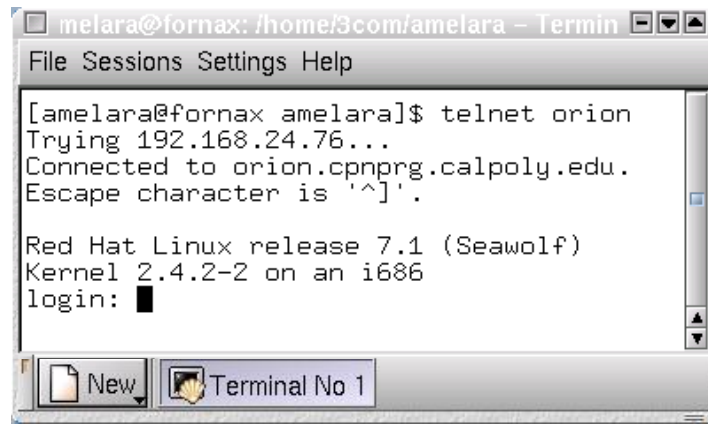 melara@fornax: /home/3com/amelara – Termin
File Sessions Settings Help
[amelara@fornax amelara]$ telnet orion
Trying 192.168.24.76...
Connected to orion.cpnprg.calpoly.edu.
Escape character is '^]'.
Red Hat Linux release 7.1 (Seawolf)
Kernel 2.4.2-2 on an i686
login:
New Terminal No 1